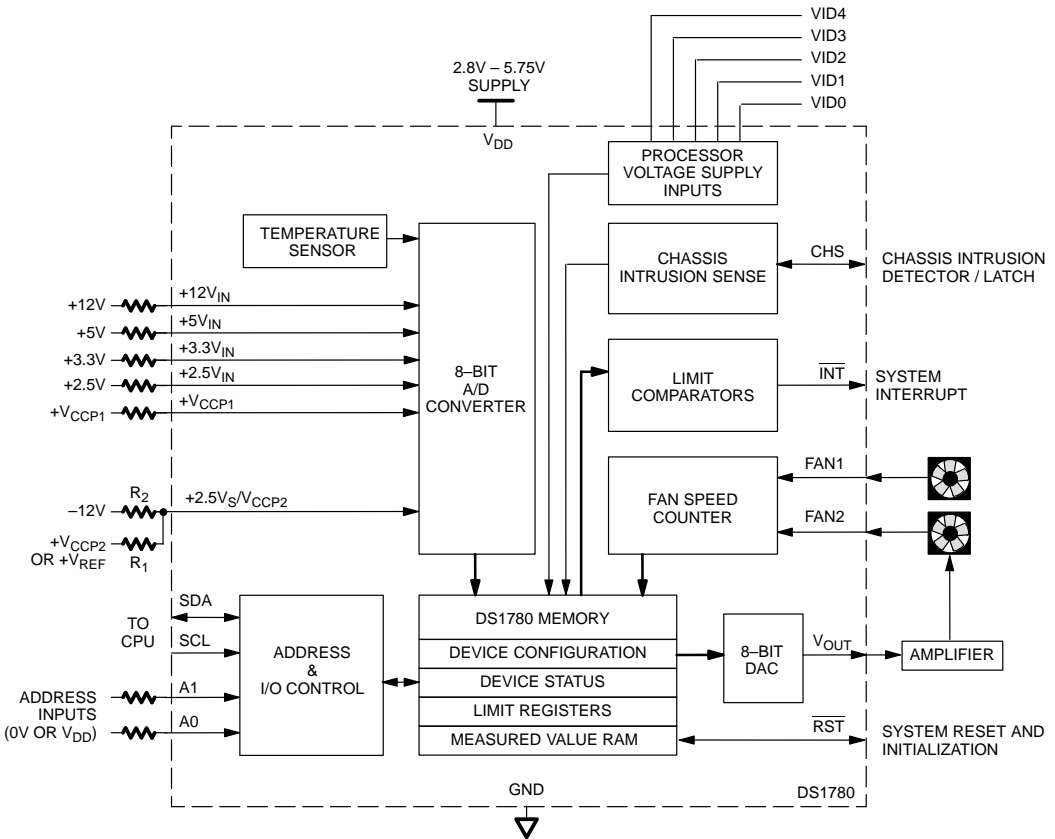 VID4
VID3
VID2
VID1
VID0
2.8V – 5.75V
SUPPLY
VDD
PROCESSOR
VOLTAGE SUPPLY
INPUTS
TEMPERATURE
SENSOR
CHASSIS
INTRUSION SENSE
CHS
CHASSIS INTRUSION
DETECTOR / LATCH
+12V
+12VIN
+5V
+5VIN
+3.3V
+3.3VIN
+2.5V
+2.5VIN
+VCCP1
+VCCP1
8–BIT
A/D
CONVERTER
LIMIT
COMPARATORS
INT
SYSTEM
INTERRUPT
–12V
R2
+2.5VS/VCCP2
+VCCP2
OR +VREF
R1
FAN SPEED
COUNTER
FAN1
FAN2
TO
CPU
SDA
SCL
ADDRESS
INPUTS
(0V OR VDD)
A1
A0
ADDRESS
&
I/O CONTROL
DS1780 MEMORY
DEVICE CONFIGURATION
DEVICE STATUS
LIMIT REGISTERS
MEASURED VALUE RAM
8–BIT
DAC
VOUT
AMPLIFIER
RST
SYSTEM RESET AND
INITIALIZATION
GND
DS1780